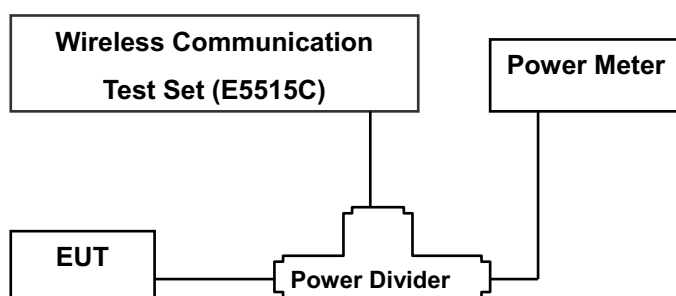 Wireless Communication
Test Set (E5515C)
Power Meter
EUT
Power Divider